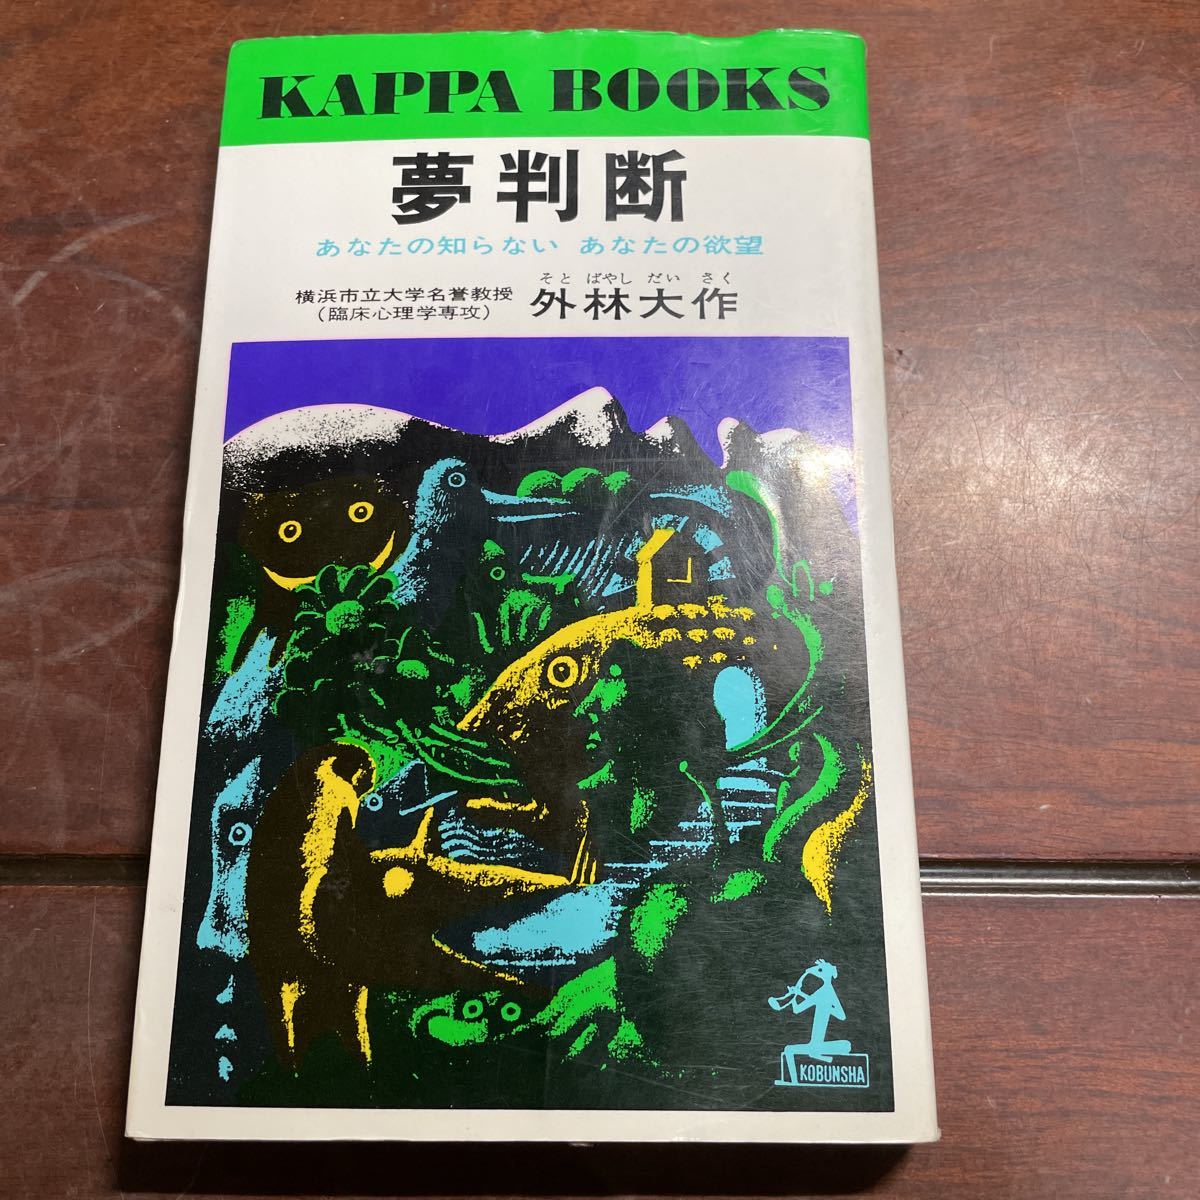 KAPPA BOOKS
夢判断
あなたの知らない あなたの欲望
横浜市立大学名誉教授
(臨床心理学専攻)
そと ばやし だい さく
外林大作
KOBUNSHA